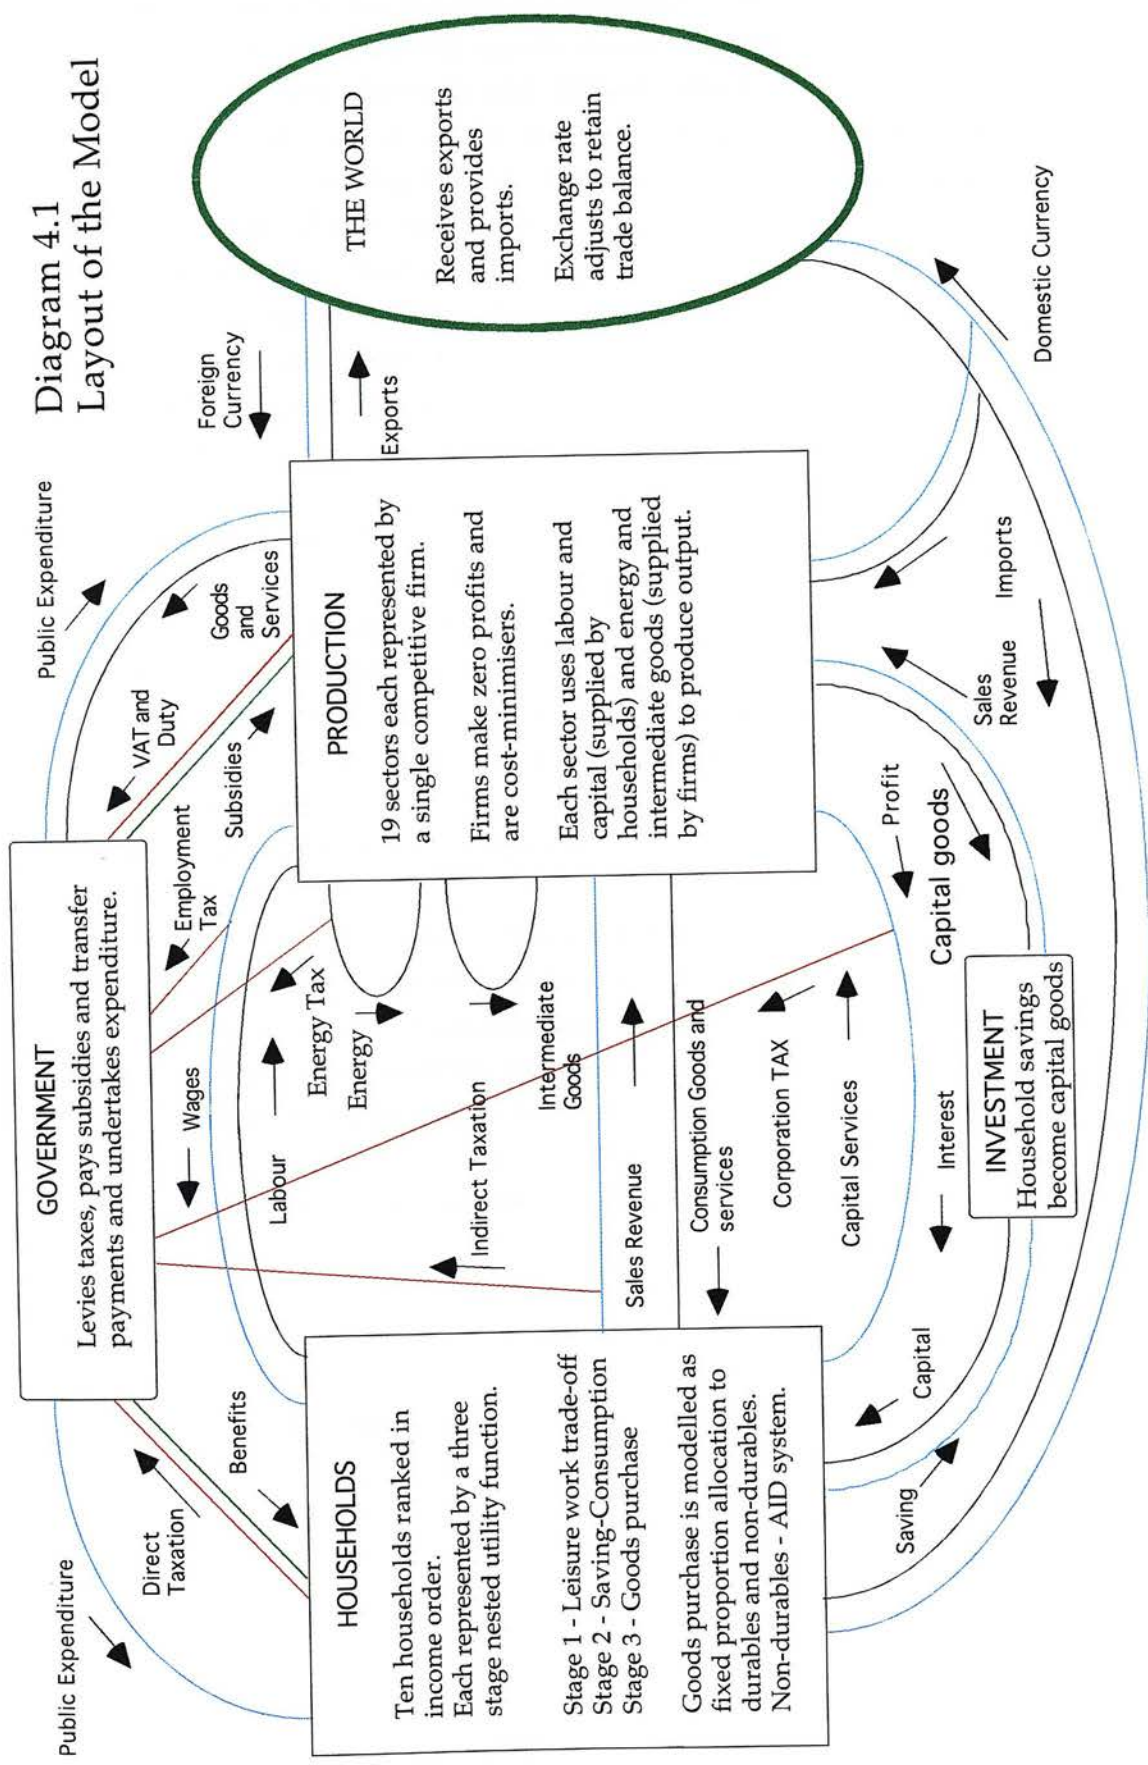 Diagram 4.1
Layout of the Model
GOVERNMENT
Levies taxes, pays subsidies and transfer
payments and undertakes expenditure.
Public Expenditure
Direct
Taxation
Benefits
Wages
Employment
Tax
VAT and
Duty
Subsidies
Public Expenditure
Goods
and
Services
Foreign
Currency
Exports
THE WORLD
Receives exports
and provides
imports.
Exchange rate
adjusts to retain
trade balance.
HOUSEHOLDS
Ten households ranked in
income order.
Each represented by a three
stage nested utility function.
Stage 1 - Leisure work trade-off
Stage 2 - Saving-Consumption
Stage 3 - Goods purchase
Goods purchase is modelled as
fixed proportion allocation to
durables and non-durables.
Non-durables - AID system.
Labour
Energy Tax
Energy
Indirect Taxation
Intermediate
Goods
Sales Revenue
Consumption Goods and
services
Corporation TAX
Capital Services
PRODUCTION
19 sectors each represented by
a single competitive firm.
Firms make zero profits and
are cost-minimisers.
Each sector uses labour and
capital (supplied by
households) and energy and
intermediate goods (supplied
by firms) to produce output.
Profit
Capital goods
Sales
Revenue
Imports
Domestic Currency
Saving
Capital
Interest
INVESTMENT
Household savings
become capital goods